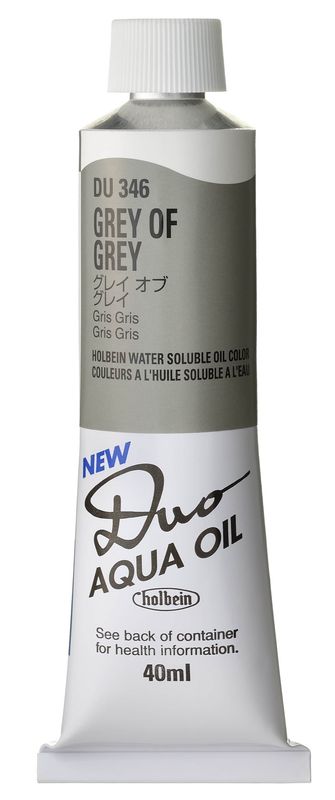 DU 346
GREY OF
GREY
グレイ オブ
グレイ
Gris Gris
Gris Gris
HOLBEIN WATER SOLUBLE OIL COLOR
COULEURS A L'HUILE SOLUBLE A L'EAU
NEW
Duo
AQUA OIL
holbein
See back of container
for health information.
40ml